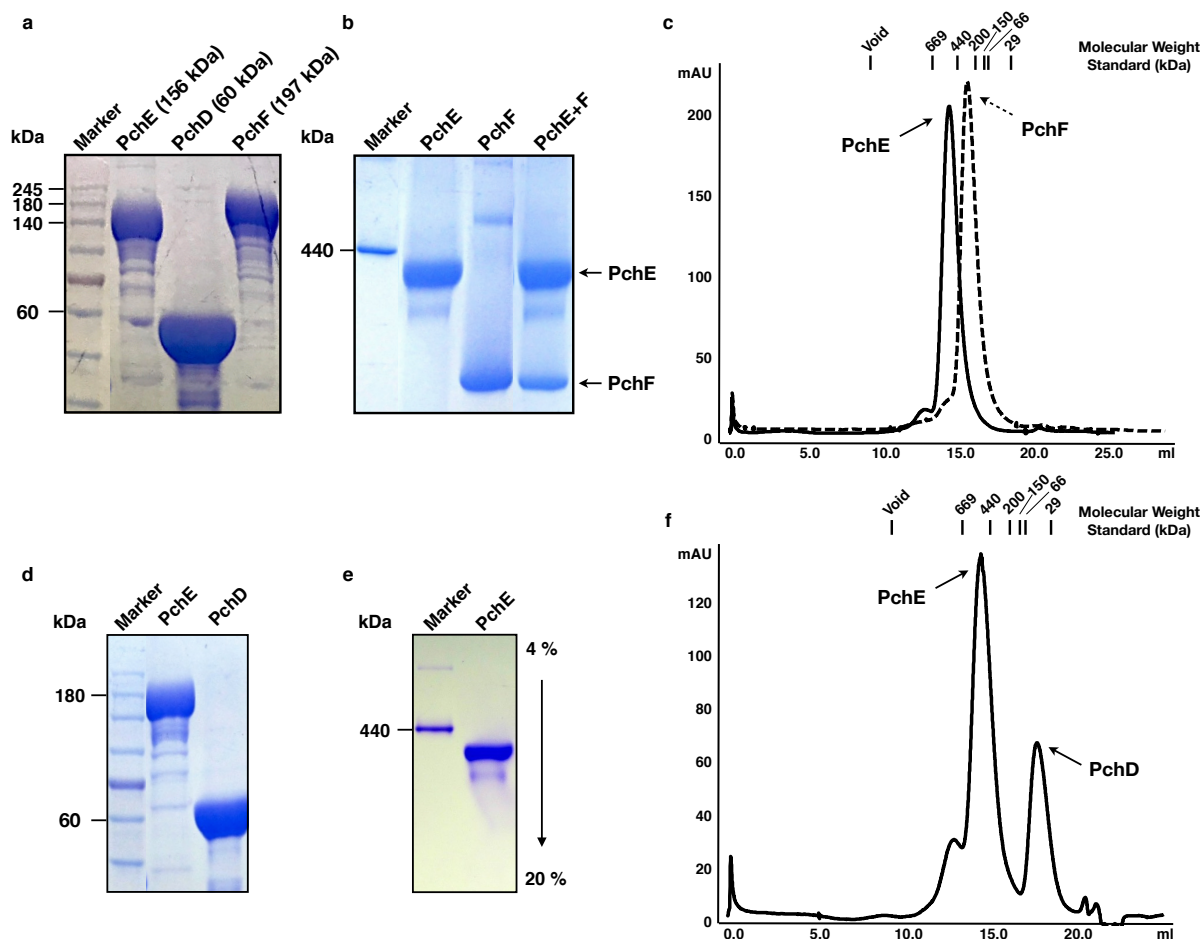 a
kDa
Marker
PchE (156 kDa)
PchD (60 kDa)
PchF (197 kDa)
245
180
140
60
b
kDa
Marker
PchE
PchF
PchE+F
440
PchE
PchF
c
Void
669
440
200
150
66
29
Molecular Weight
Standard (kDa)
mAU
200
150
100
50
0
PchE
PchF
0.0 5.0 10.0 15.0 20.0 25.0 ml
d
kDa
Marker
PchE
PchD
180
60
e
kDa
Marker
PchE
440
4 %
20 %
f
Void
669
440
200
150
66
29
Molecular Weight
Standard (kDa)
mAU
120
100
80
60
40
20
0
PchE
PchD
0.0 5.0 10.0 15.0 20.0 ml